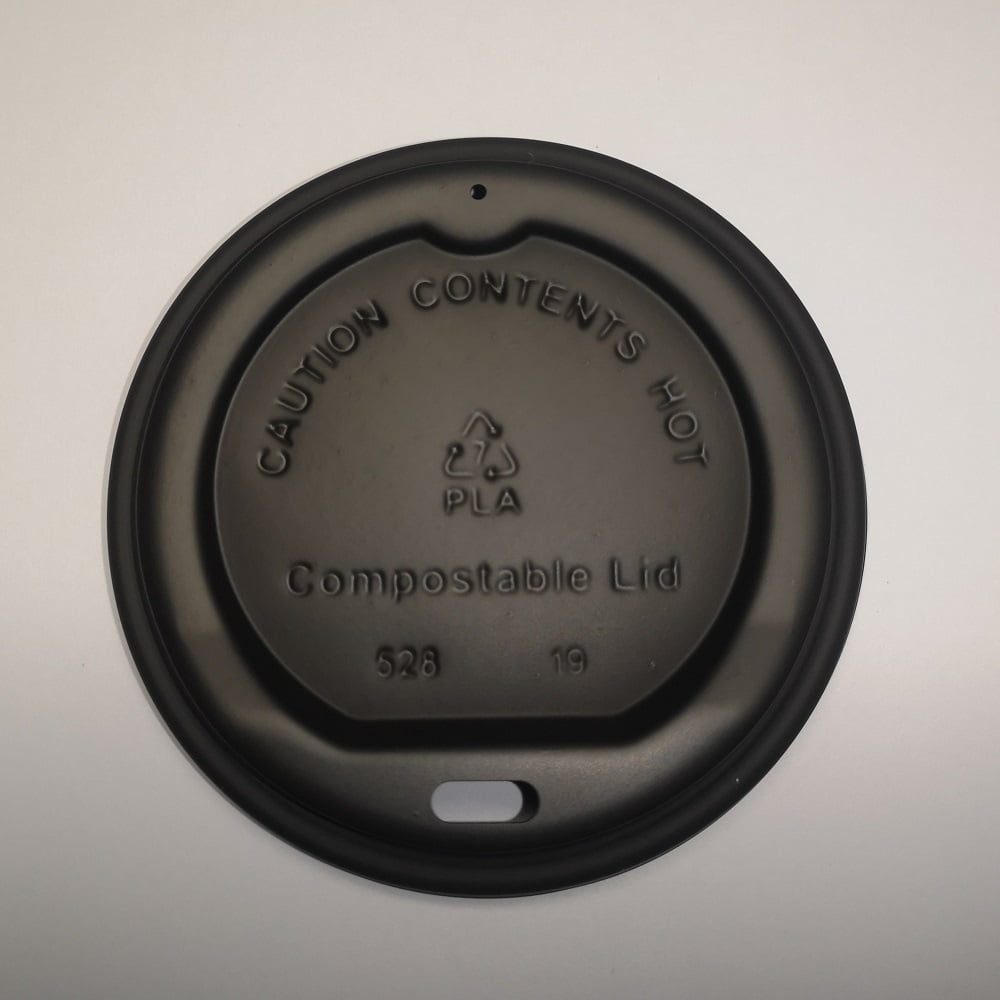 CAUTION CONTENTS HOT
7
PLA
Compostable Lid
528 19